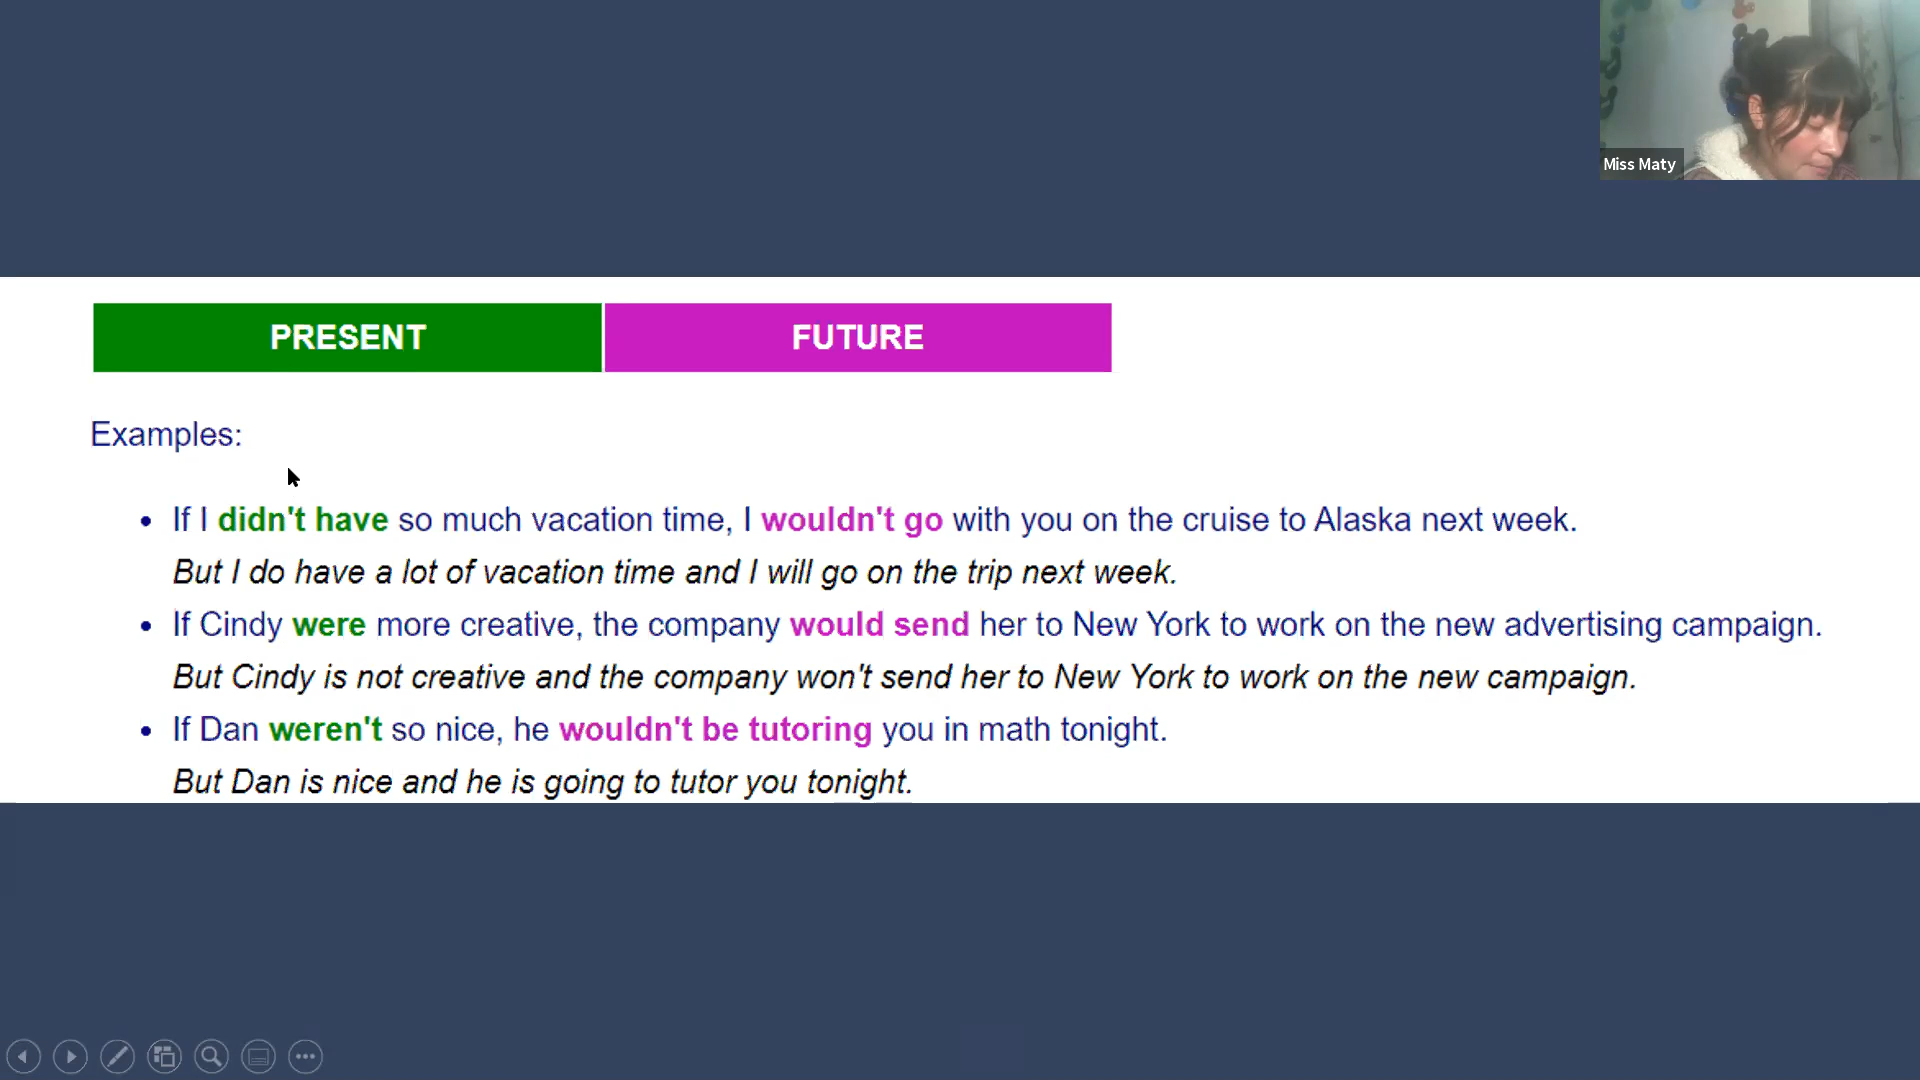 Miss Maty
PRESENT FUTURE
Examples:
If I didn't have so much vacation time, I wouldn't go with you on the cruise to Alaska next week.
But I do have a lot of vacation time and I will go on the trip next week.
If Cindy were more creative, the company would send her to New York to work on the new advertising campaign.
But Cindy is not creative and the company won't send her to New York to work on the new campaign.
If Dan weren't so nice, he wouldn't be tutoring you in math tonight.
But Dan is nice and he is going to tutor you tonight.